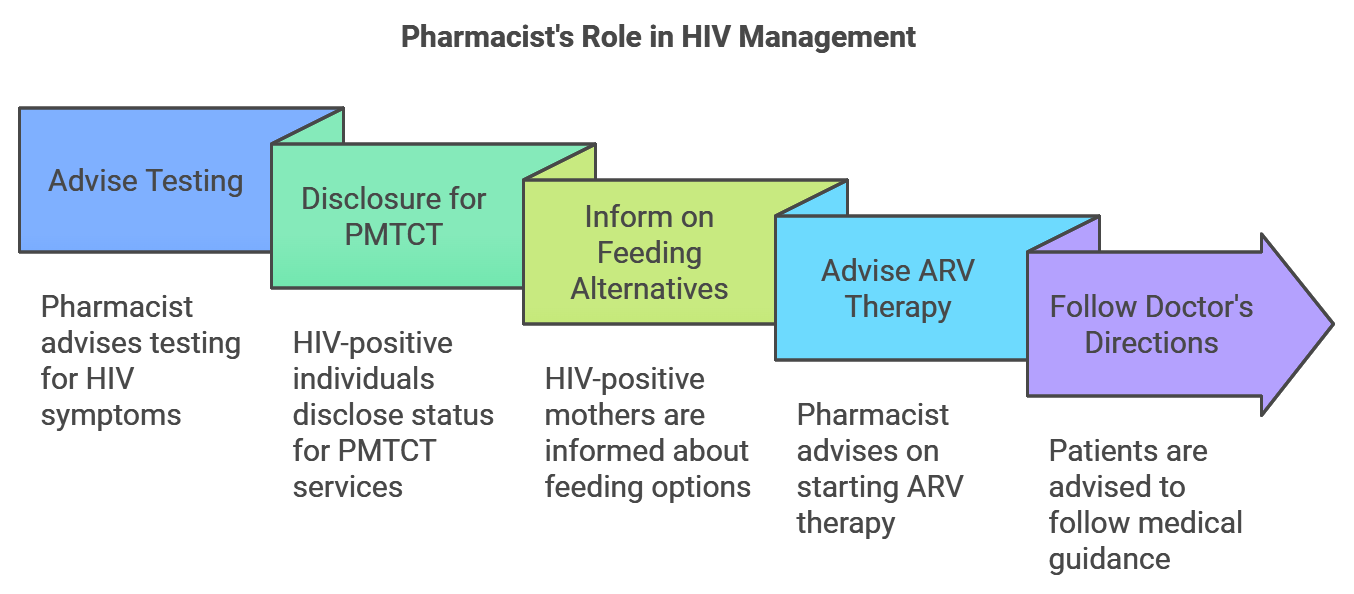 Pharmacist's Role in HIV Management
Advise Testing
Pharmacist
advises testing
for HIV
symptoms
Disclosure for
PMTCT
HIV-positive
individuals
disclose status
for PMTCT
services
Inform on
Feeding
Alternatives
HIV-positive
mothers are
informed about
feeding options
Advise ARV
Therapy
Pharmacist
advises on
starting ARV
therapy
Follow Doctor's
Directions
Patients are
advised to
follow medical
guidance